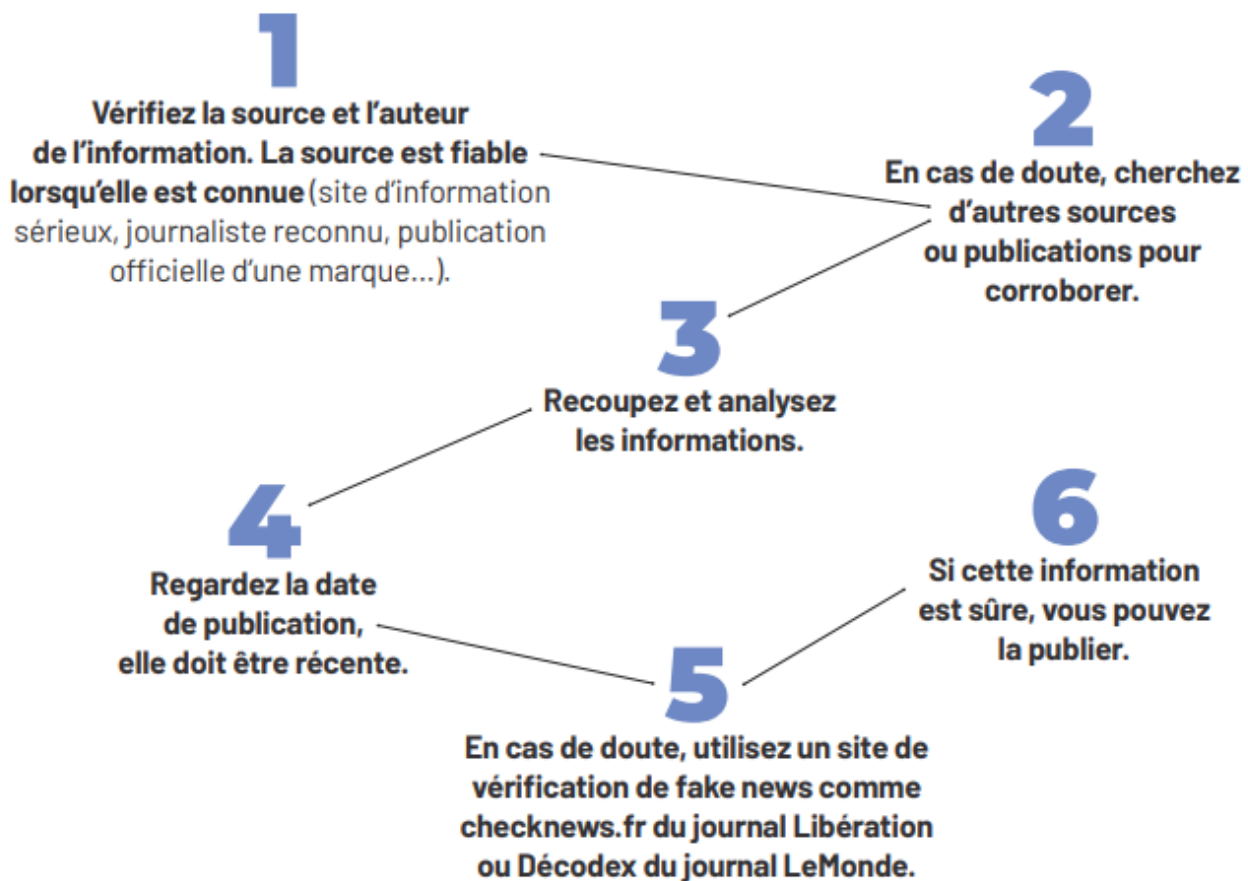 1
Vérifiez la source et l'auteur
de l'information. La source est fiable
lorsqu'elle est connue (site d'information
sérieux, journaliste reconnu, publication
officielle d'une marque...).
2
En cas de doute, cherchez
d'autres sources
ou publications pour
corroborer.
3
Recoupez et analysez
les informations.
4
Regardez la date
de publication,
elle doit être récente.
5
En cas de doute, utilisez un site de
vérification de fake news comme
checknews.fr du journal Libération
ou Décodex du journal LeMonde.
6
Si cette information
est sûre, vous pouvez
la publier.